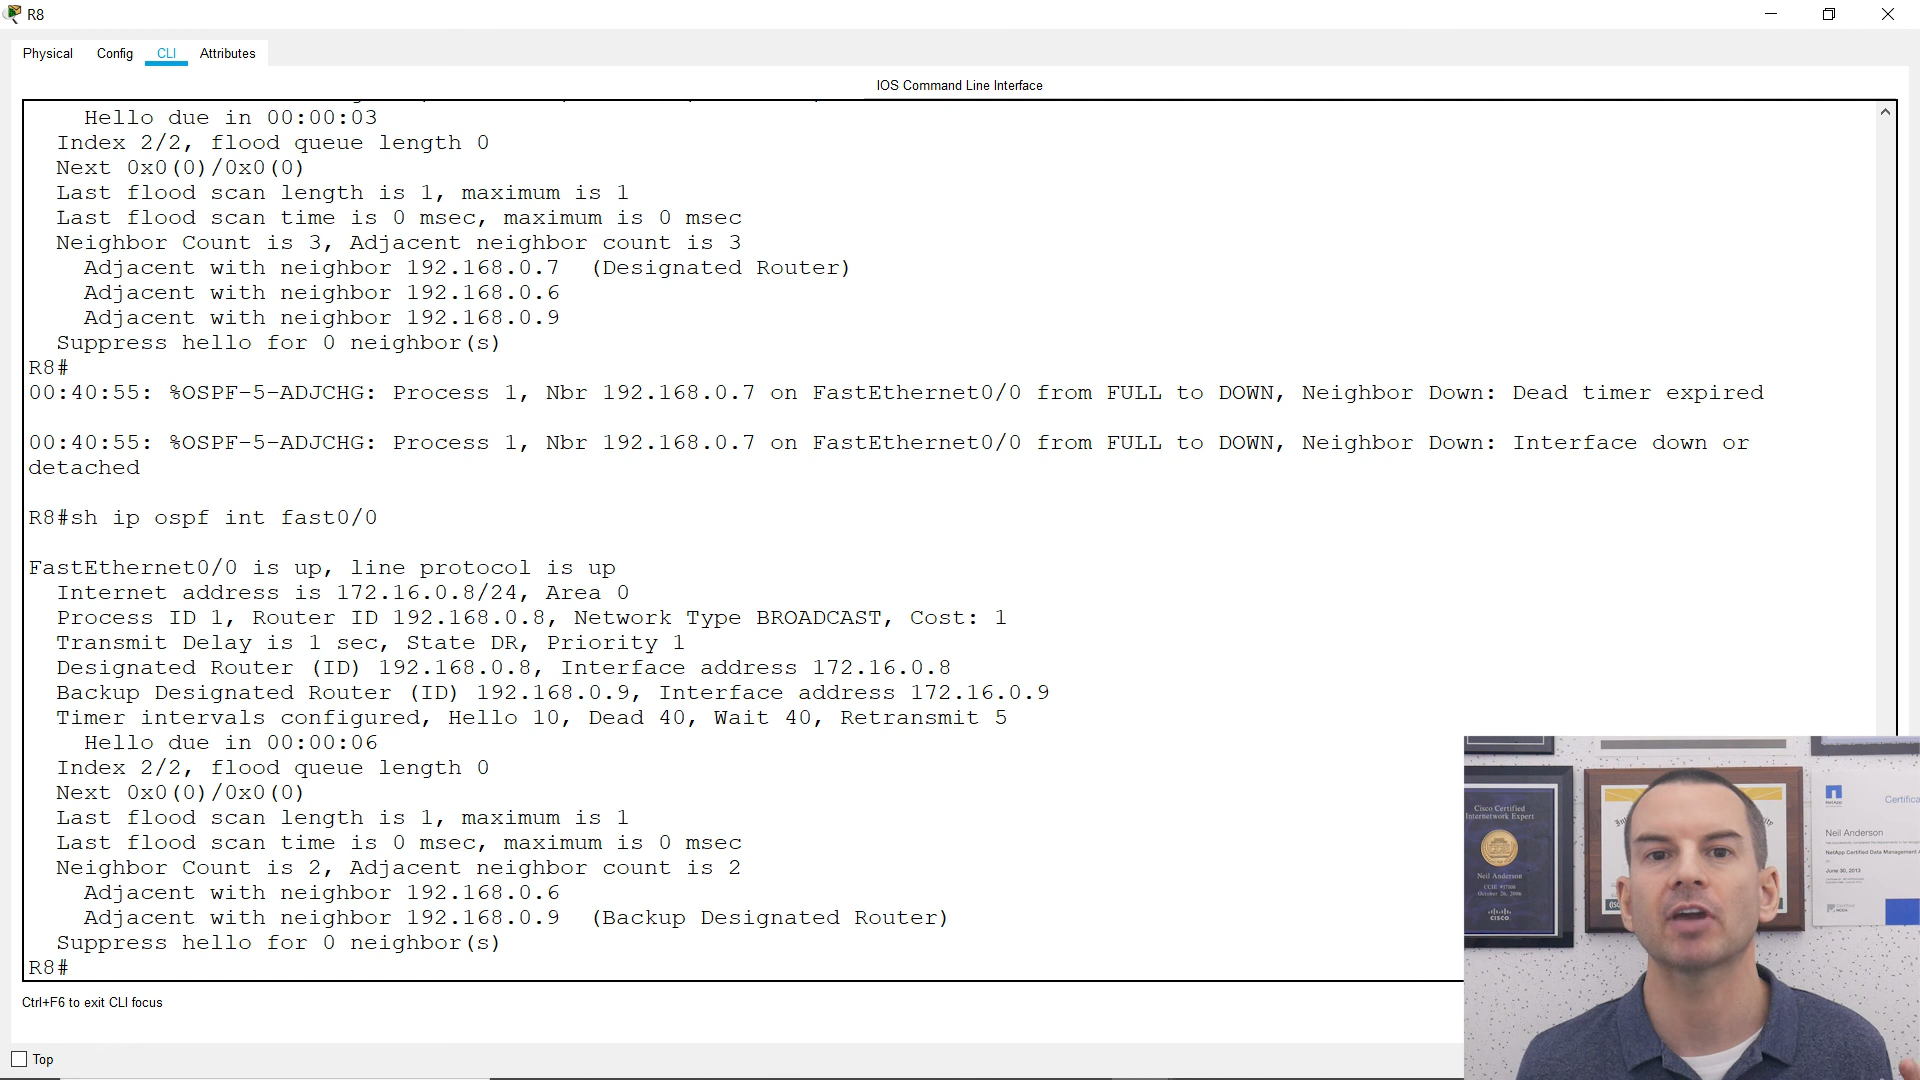 R8
Physical Config CLI Attributes
IOS Command Line Interface
Hello due in 00:00:03
Index 2/2, flood queue length 0
Next 0x0(0)/0x0(0)
Last flood scan length is 1, maximum is 1
Last flood scan time is 0 msec, maximum is 0 msec
Neighbor Count is 3, Adjacent neighbor count is 3
Adjacent with neighbor 192.168.0.7 (Designated Router)
Adjacent with neighbor 192.168.0.6
Adjacent with neighbor 192.168.0.9
Suppress hello for 0 neighbor(s)
R8#
00:40:55: %OSPF-5-ADJCHG: Process 1, Nbr 192.168.0.7 on FastEthernet0/0 from FULL to DOWN, Neighbor Down: Dead timer expired
00:40:55: %OSPF-5-ADJCHG: Process 1, Nbr 192.168.0.7 on FastEthernet0/0 from FULL to DOWN, Neighbor Down: Interface down or
detached
R8#sh ip ospf int fast0/0
FastEthernet0/0 is up, line protocol is up
Internet address is 172.16.0.8/24, Area 0
Process ID 1, Router ID 192.168.0.8, Network Type BROADCAST, Cost: 1
Transmit Delay is 1 sec, State DR, Priority 1
Designated Router (ID) 192.168.0.8, Interface address 172.16.0.8
Backup Designated Router (ID) 192.168.0.9, Interface address 172.16.0.9
Timer intervals configured, Hello 10, Dead 40, Wait 40, Retransmit 5
Hello due in 00:00:06
Index 2/2, flood queue length 0
Next 0x0(0)/0x0(0)
Last flood scan length is 1, maximum is 1
Last flood scan time is 0 msec, maximum is 0 msec
Neighbor Count is 2, Adjacent neighbor count is 2
Adjacent with neighbor 192.168.0.6
Adjacent with neighbor 192.168.0.9 (Backup Designated Router)
Suppress hello for 0 neighbor(s)
R8#
Ctrl+F6 to exit CLI focus
Top
Cisco Certified
Internetwork Expert
Neil Anderson
October 26, 2006
CISCO
NetApp
Neil Anderson
June 30, 2013